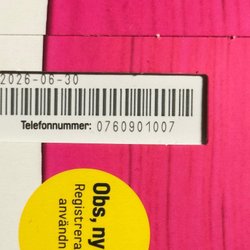 2026-06-30
Telefonnummer: 0760901007
Obs, ny
Registrera
användn